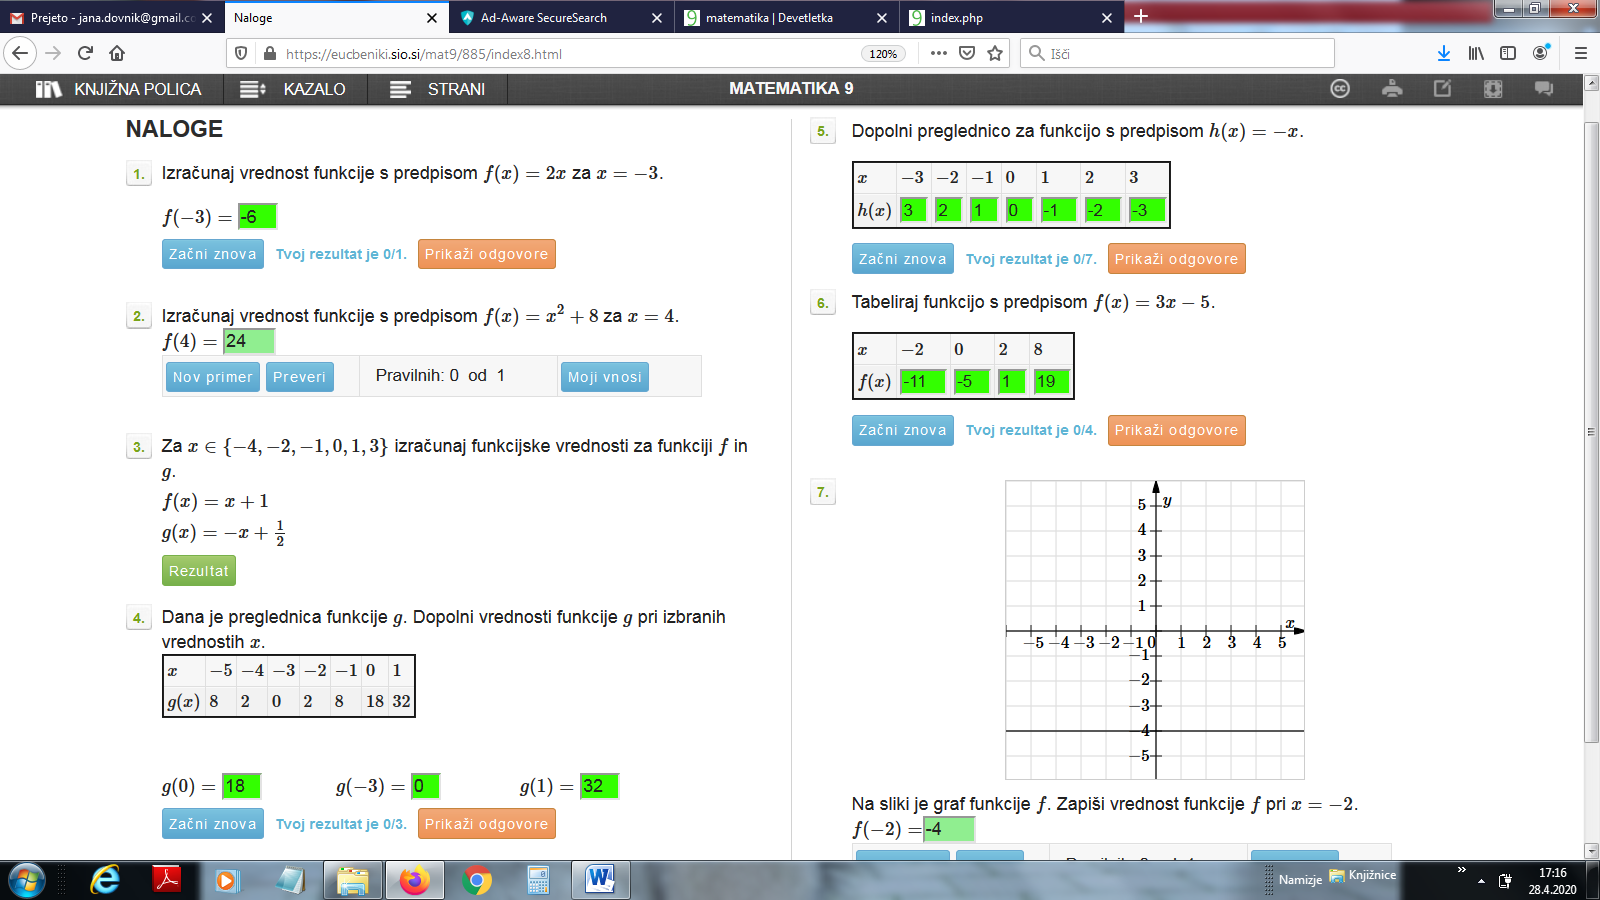 Prejeto - jana.dovnik@gmail.co
Naloge
Ad-Aware SecureSearch
matematika | Devetletka
index.php
https://eucbeniki.sio.si/mat9/885/index8.html
120%
Išči
KNJIŽNA POLICA
KAZALO
STRANI
MATEMATIKA 9
NALOGE
1. Izračunaj vrednost funkcije s predpisom f(x) = 2x za x = −3.
f(−3) = -6
Začni znova Tvoj rezultat je 0/1. Prikaži odgovore
2. Izračunaj vrednost funkcije s predpisom f(x) = x² + 8 za x = 4.
f(4) = 24
Nov primer Preveri Pravilnih: 0 od 1 Moji vnosi
3. Za x ∈ {−4, −2, −1, 0, 1, 3} izračunaj funkcijske vrednosti za funkciji f in
g.
f(x) = x + 1
g(x) = −x + 1/2
Rezultat
4. Dana je preglednica funkcije g. Dopolni vrednosti funkcije g pri izbranih
vrednostih x.
x −5 −4 −3 −2 −1 0 1
g(x) 8 2 0 2 8 18 32
g(0) = 18 g(−3) = 0 g(1) = 32
Začni znova Tvoj rezultat je 0/3. Prikaži odgovore
5. Dopolni preglednico za funkcijo s predpisom h(x) = −x.
x −3 −2 −1 0 1 2 3
h(x) 3 2 1 0 -1 -2 -3
Začni znova Tvoj rezultat je 0/7. Prikaži odgovore
6. Tabeliraj funkcijo s predpisom f(x) = 3x − 5.
x −2 0 2 8
f(x) -11 -5 1 19
Začni znova Tvoj rezultat je 0/4. Prikaži odgovore
7.
5 y
4
3
2
1
x
−5 −4 −3 −2 −1 0 1 2 3 4 5
−1
−2
−3
−4
−5
Na sliki je graf funkcije f. Zapiši vrednost funkcije f pri x = −2.
f(−2) = -4
Namizje
Knjižnice
17:16
28.4.2020